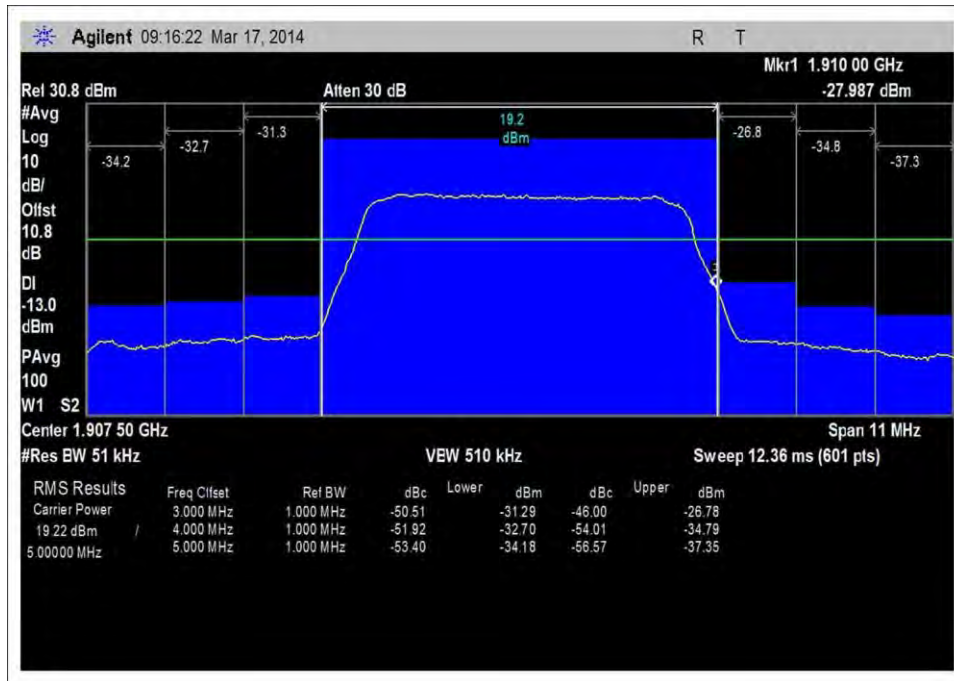 Agilent 09:16:22 Mar 17, 2014 R T
Mkr1 1.910 00 GHz
Rel 30.8 dBm Atten 30 dB -27.987 dBm
#Avg
Log
10
dB/
Offst
10.8
dB
DI
-13.0
dBm
PAvg
100
W1 S2
19.2
dBm
-34.2 -32.7 -31.3 -26.8 -34.8 -37.3
Center 1.907 50 GHz Span 11 MHz
#Res BW 51 kHz VBW 510 kHz Sweep 12.36 ms (601 pts)
RMS Results Freq Offset Ref BW dBc Lower dBm dBc Upper dBm
Carrier Power 3.000 MHz 1.000 MHz -50.51 -31.29 -46.00 -26.78
19.22 dBm / 4.000 MHz 1.000 MHz -51.92 -32.70 -54.01 -34.79
5.00000 MHz 5.000 MHz 1.000 MHz -53.40 -34.18 -56.57 -37.35